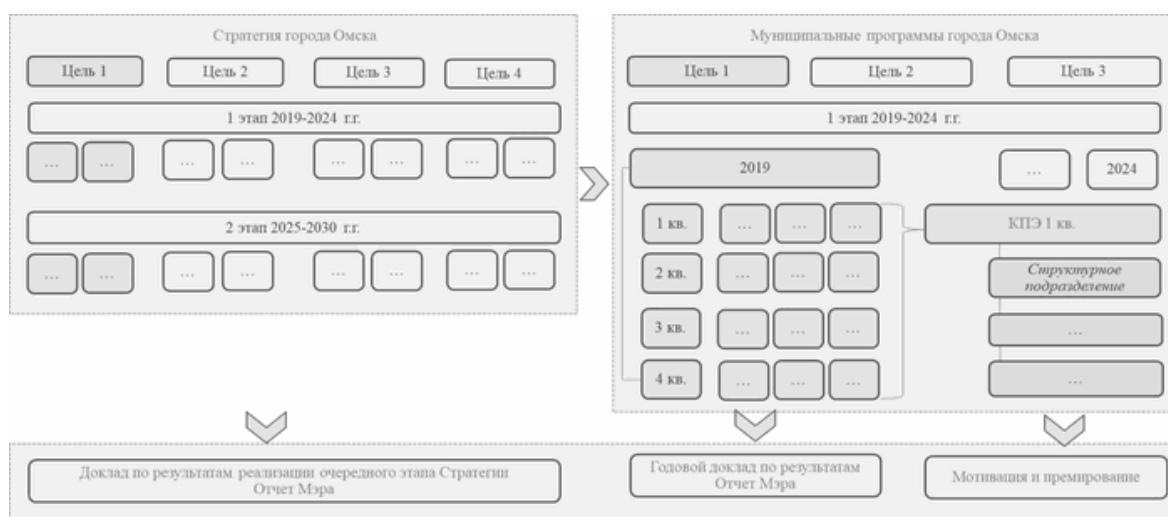 Стратегия города Омска
Цель 1 Цель 2 Цель 3 Цель 4
1 этап 2019-2024 г.г.
... ... ... ... ... ... ... ...
2 этап 2025-2030 г.г.
... ... ... ... ... ... ... ...
Муниципальные программы города Омска
Цель 1 Цель 2 Цель 3
1 этап 2019-2024 г.г.
2019 ... 2024
1 кв. ... ... ...
2 кв. ... ... ...
3 кв. ... ... ...
4 кв. ... ... ...
КПЭ 1 кв.
Структурное
подразделение
...
...
Доклад по результатам реализации очередного этапа Стратегии
Отчет Мэра
Годовой доклад по результатам
Отчет Мэра
Мотивация и премирование